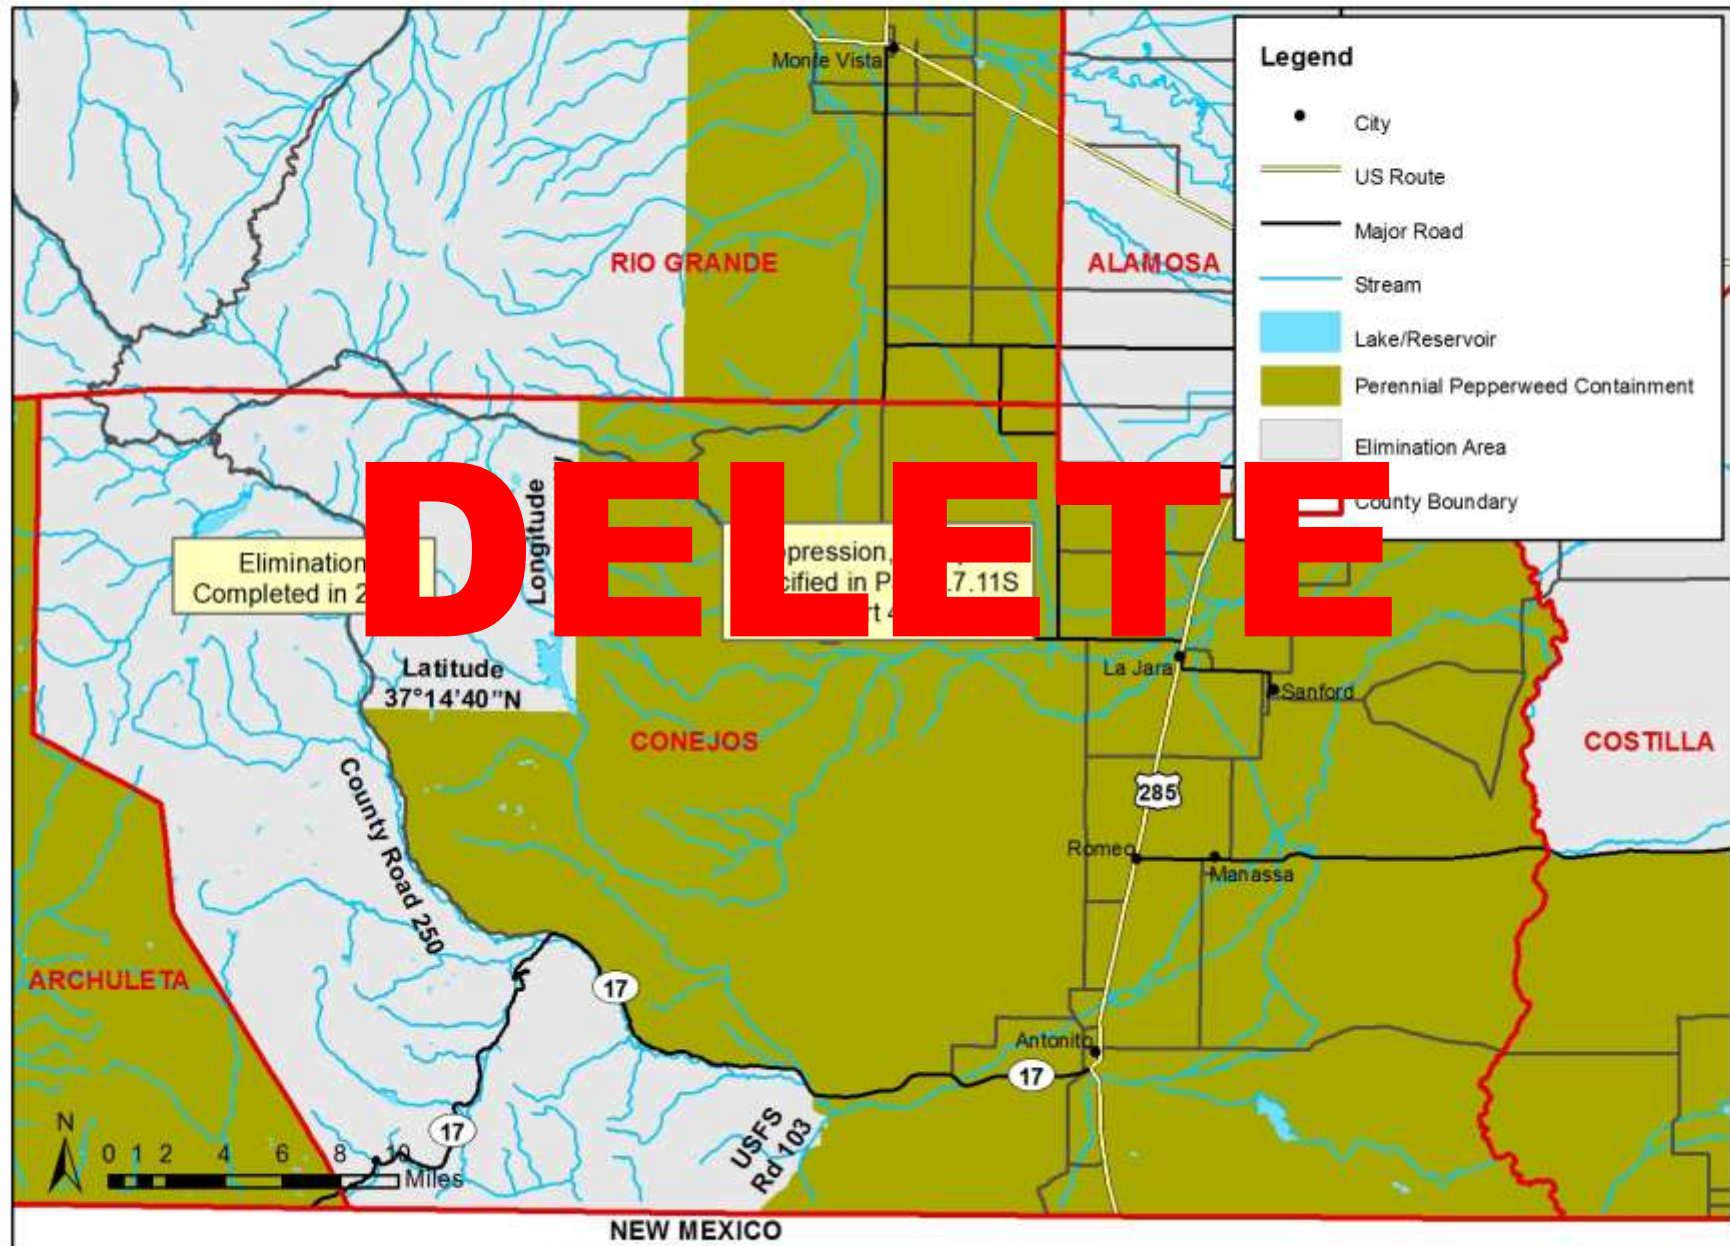 Monte Vista
RIO GRANDE
ALAMOSA
Legend
City
US Route
Major Road
Stream
Lake/Reservoir
Perennial Pepperweed Containment
Elimination Area
County Boundary
DELETE
Elimination
Completed in
Longitude
in
Latitude
37°14'40"N
La Jara
Sanford
CONEJOS
COSTILLA
County Road 250
285
Romeo
Manassa
ARCHULETA
17
Antonito
17
USFS
Rd 103
17
N
0 1 2 4 6 8 10
Miles
NEW MEXICO